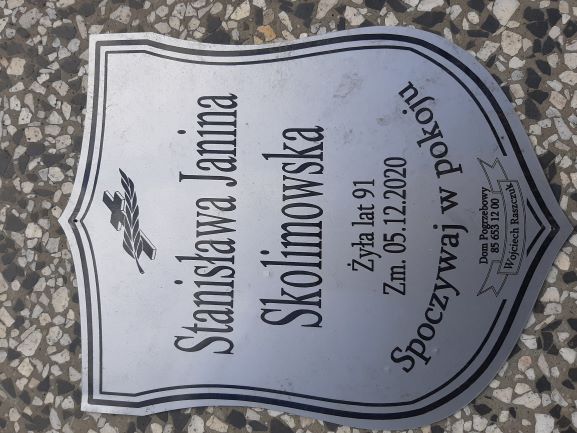 Stanisława Janina
Skolimowska
Żyła lat 91
Zm. 05.12.2020
Spoczywaj w pokoju
Dom Pogrzebowy
85 653 12 00
Wojciech Raszczuk